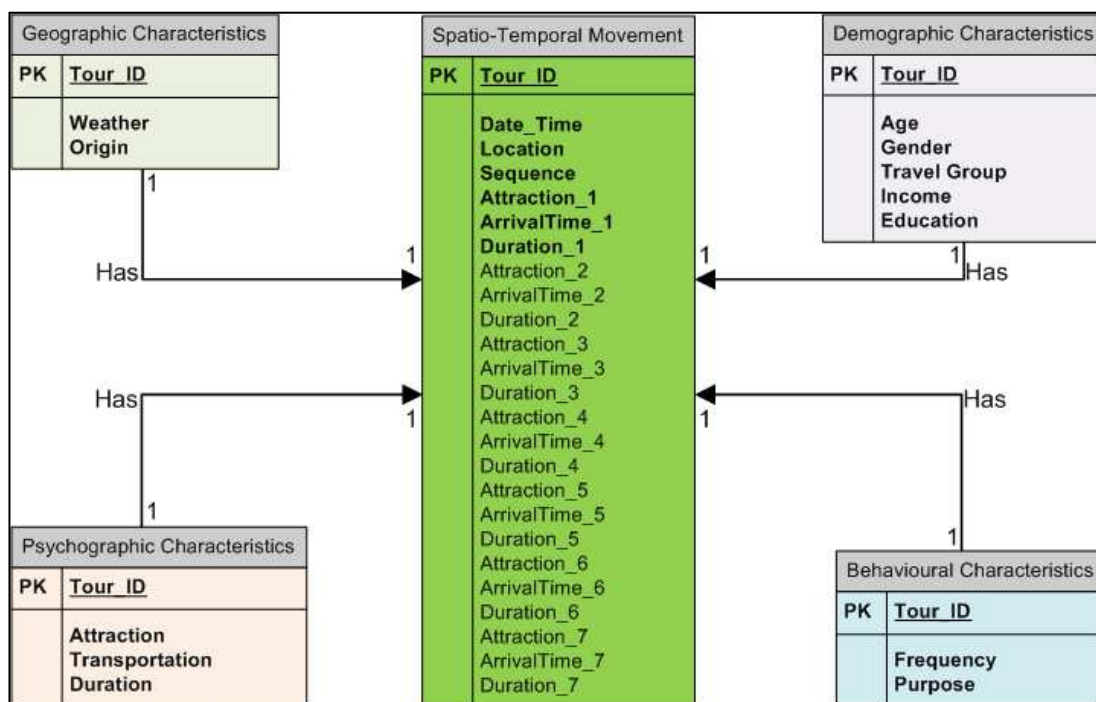 Geographic Characteristics
PK Tour_ID
Weather
Origin
1
Has
1
Spatio-Temporal Movement
PK Tour_ID
Date_Time
Location
Sequence
Attraction_1
ArrivalTime_1
Duration_1
Attraction_2
ArrivalTime_2
Duration_2
Attraction_3
ArrivalTime_3
Duration_3
Attraction_4
ArrivalTime_4
Duration_4
Attraction_5
ArrivalTime_5
Duration_5
Attraction_6
ArrivalTime_6
Duration_6
Attraction_7
ArrivalTime_7
Duration_7
Demographic Characteristics
PK Tour_ID
Age
Gender
Travel Group
Income
Education
1
Has
1
Has
1
1
Psychographic Characteristics
PK Tour_ID
Attraction
Transportation
Duration
Has
1
1
Behavioural Characteristics
PK Tour_ID
Frequency
Purpose